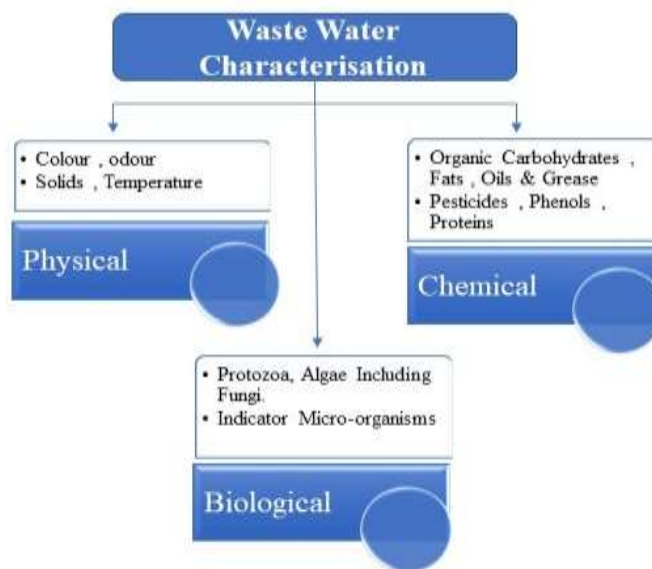 Waste Water
Characterisation
• Colour , odour
• Solids , Temperature
Physical
• Organic Carbohydrates ,
Fats , Oils & Grease
• Pesticides , Phenols ,
Proteins
Chemical
• Protozoa, Algae Including
Fungi.
• Indicator Micro-organisms
Biological